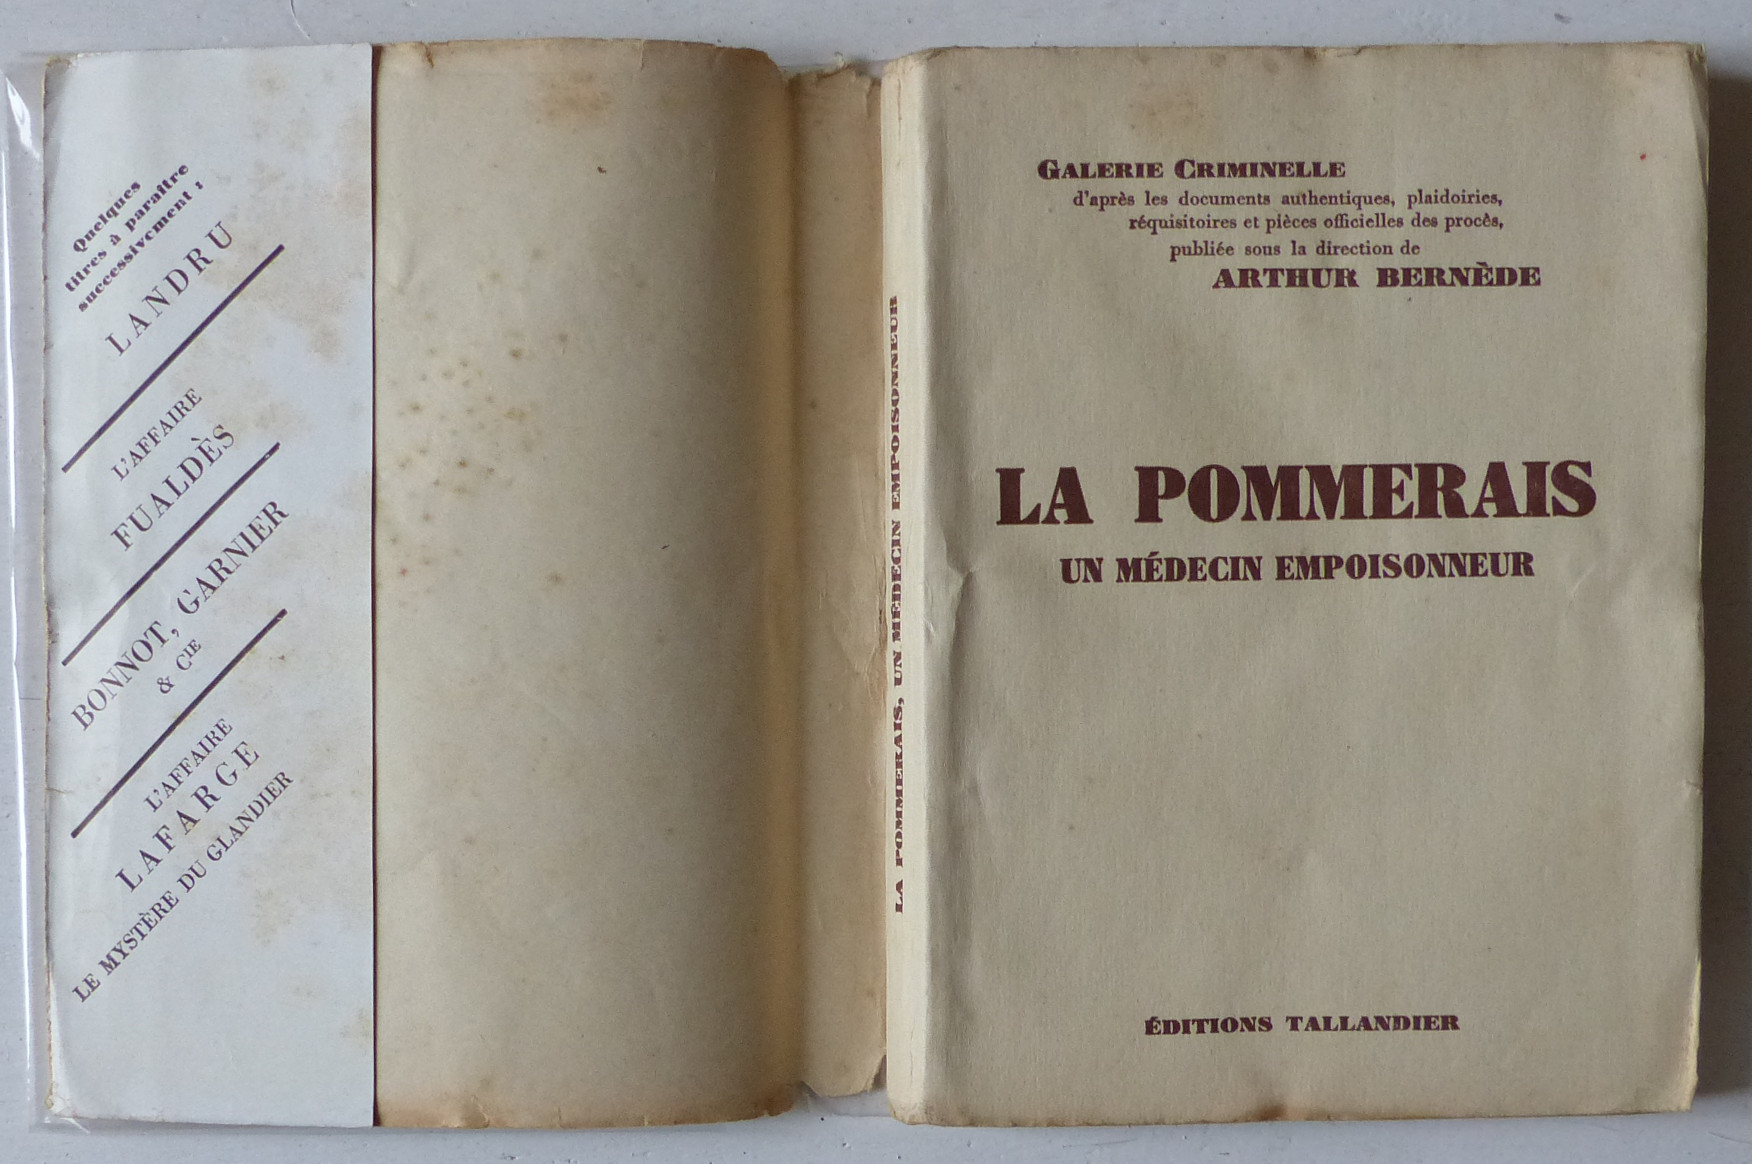 Quelques
titres à paraître
successivement :
LANDRU
L'AFFAIRE
FUALDÈS
BONNOT, GARNIER
& CIE
L'AFFAIRE
LAFARGE
LE MYSTÈRE DU GLANDIER
LA POMMERAIS, UN MÉDECIN EMPOISONNEUR
GALERIE CRIMINELLE
d'après les documents authentiques, plaidoiries,
réquisitoires et pièces officielles des procès,
publiée sous la direction de
ARTHUR BERNÈDE
LA POMMERAIS
UN MÉDECIN EMPOISONNEUR
ÉDITIONS TALLANDIER